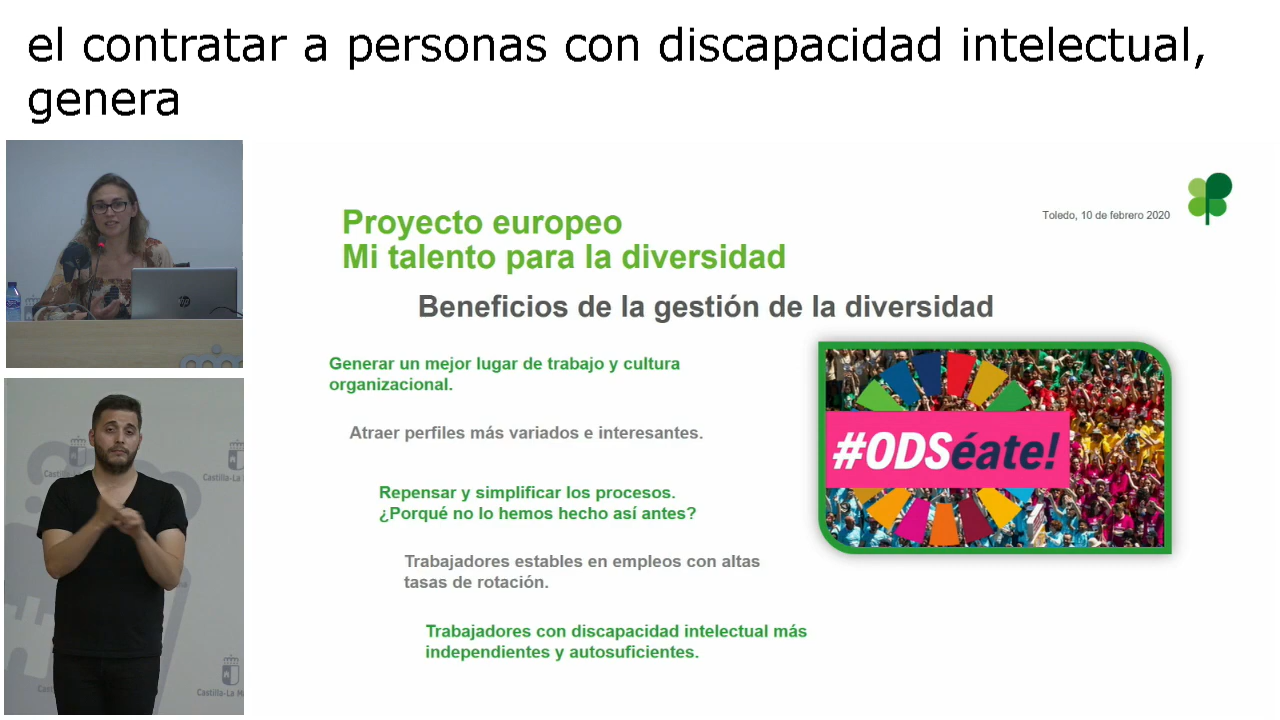 el contratar a personas con discapacidad intelectual,
genera
Toledo, 10 de febrero 2020
Proyecto europeo
Mi talento para la diversidad
Beneficios de la gestión de la diversidad
Generar un mejor lugar de trabajo y cultura
organizacional.
Atraer perfiles más variados e interesantes.
#ODSéate!
Repensar y simplificar los procesos.
¿Porqué no lo hemos hecho así antes?
Trabajadores estables en empleos con altas
tasas de rotación.
Trabajadores con discapacidad intelectual más
independientes y autosuficientes.
hp
Castilla-La M